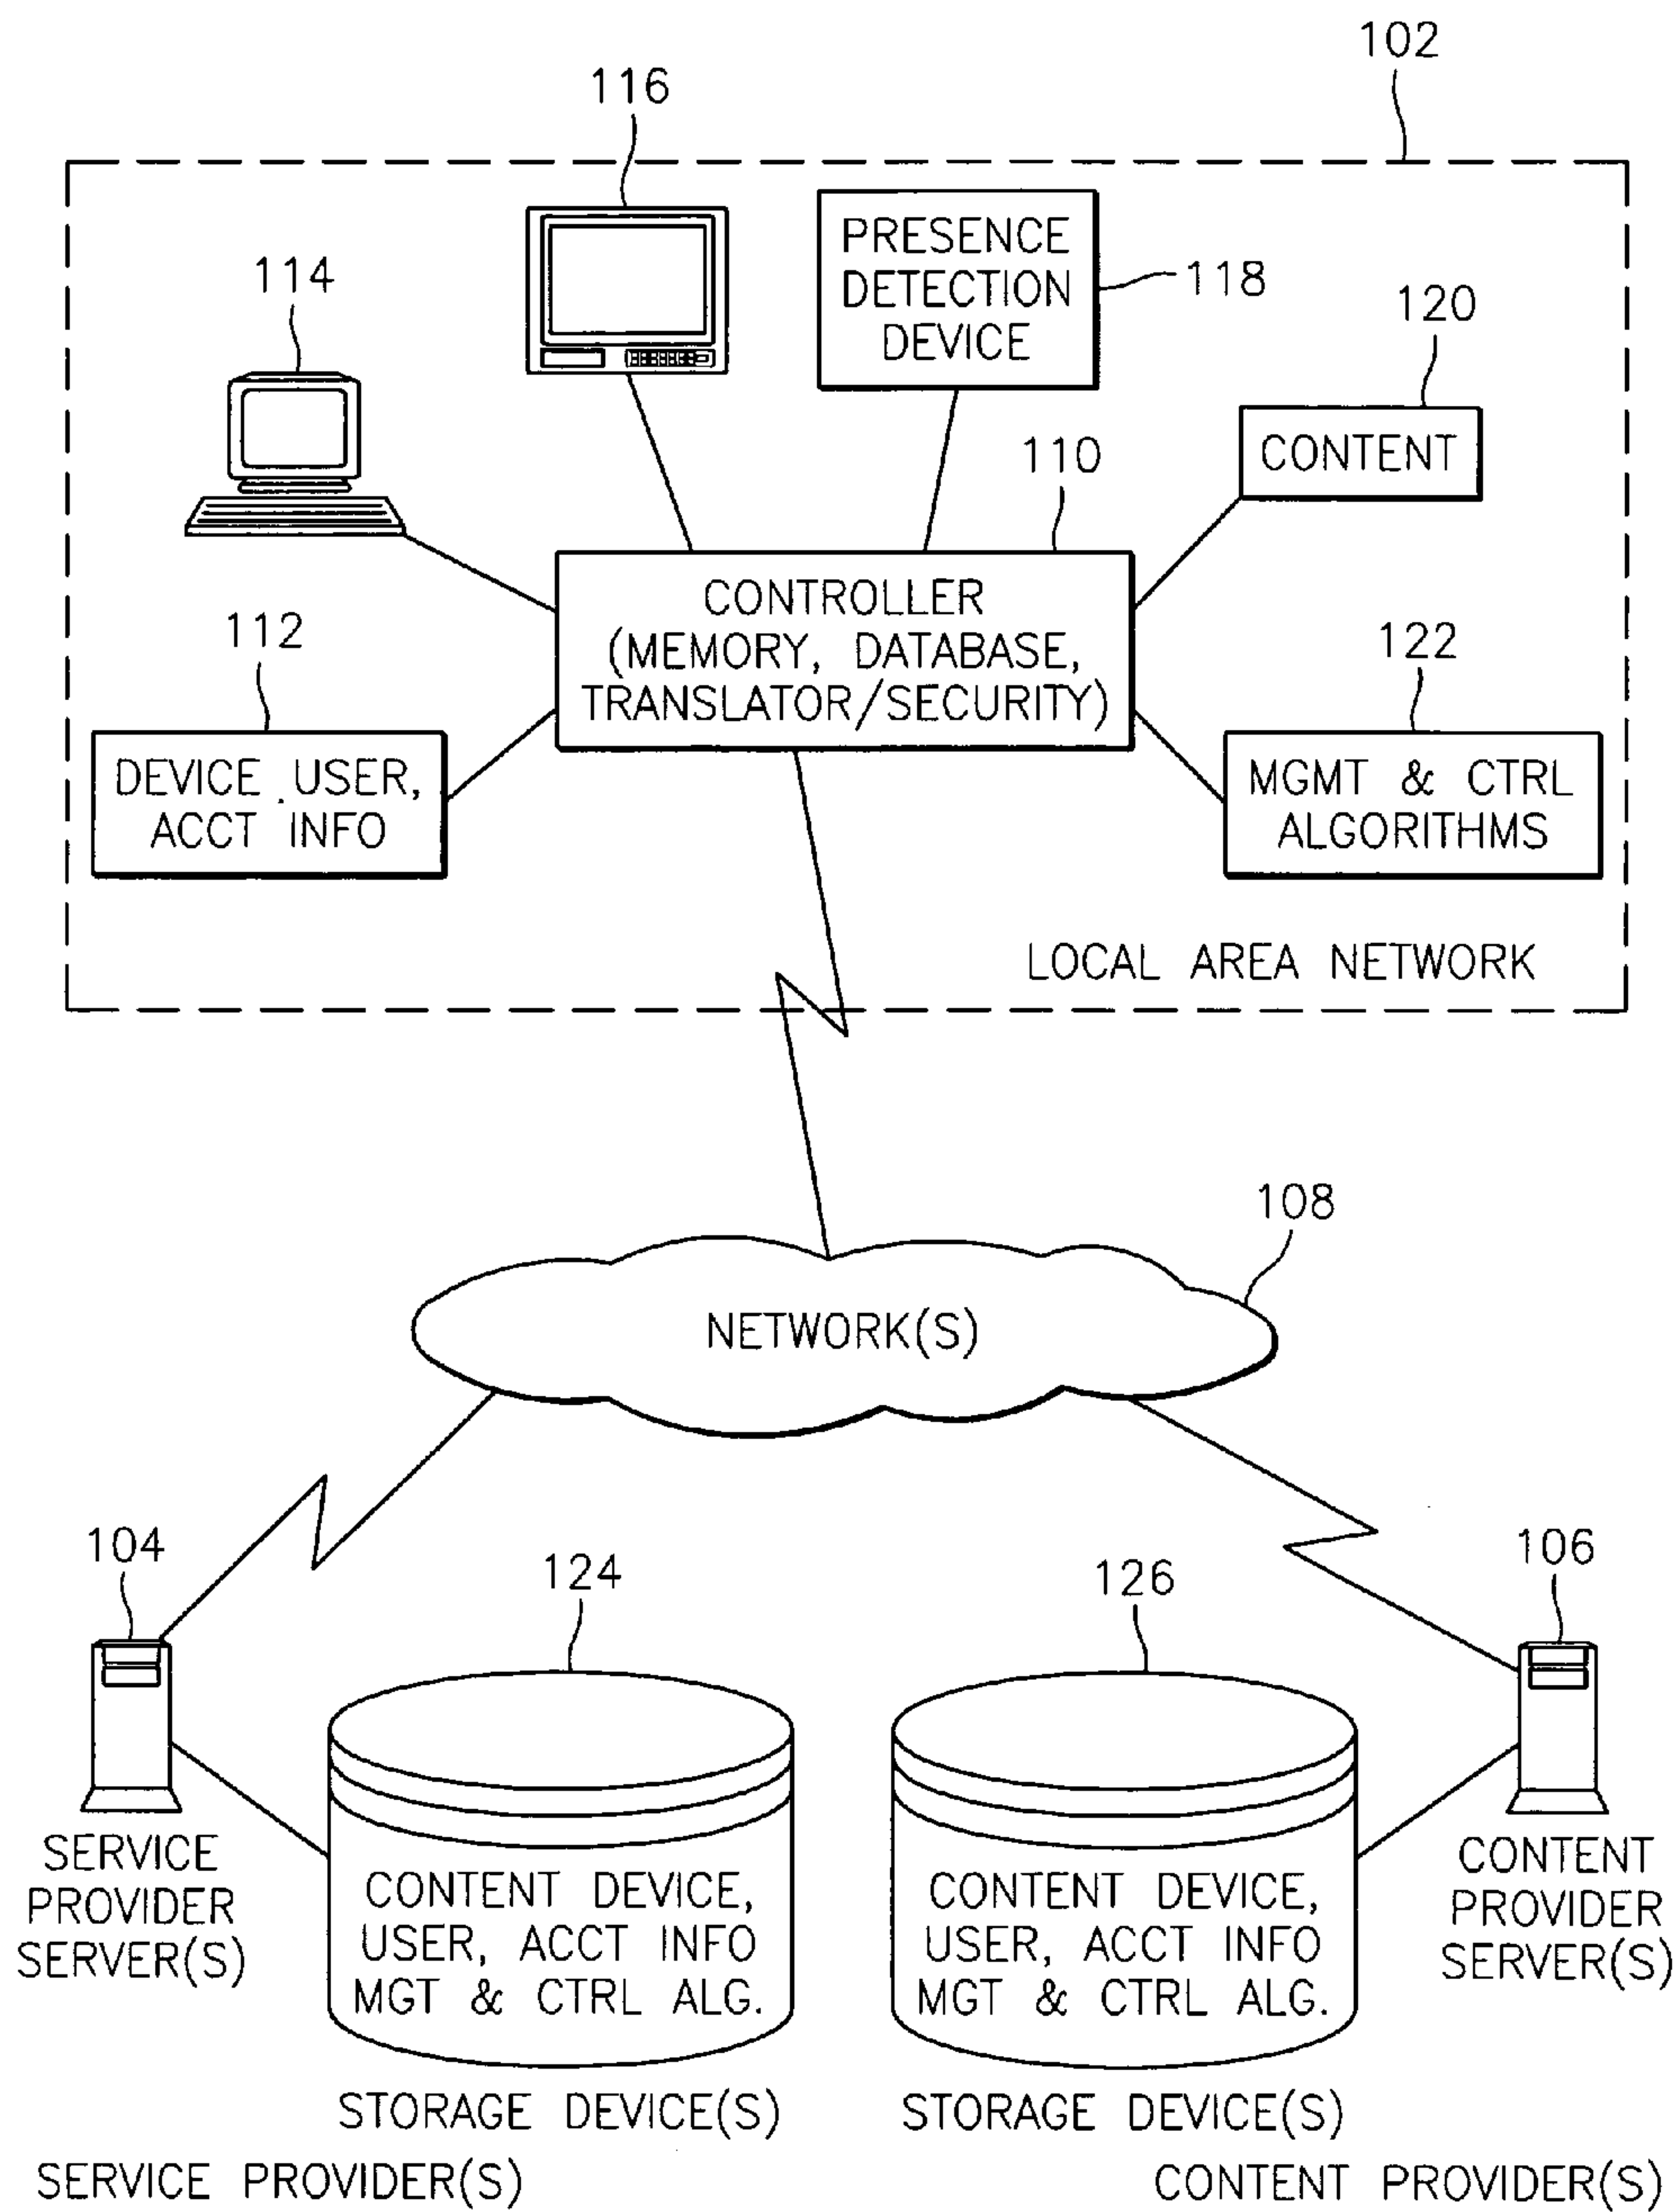 102
116
PRESENCE
DETECTION
DEVICE
118
114
120
CONTENT
110
CONTROLLER
(MEMORY, DATABASE,
TRANSLATOR/SECURITY)
112
DEVICE USER,
ACCT INFO
122
MGMT & CTRL
ALGORITHMS
LOCAL AREA NETWORK
108
NETWORK(S)
104
SERVICE
PROVIDER
SERVER(S)
124
CONTENT DEVICE,
USER, ACCT INFO
MGT & CTRL ALG.
STORAGE DEVICE(S)
126
CONTENT DEVICE,
USER, ACCT INFO
MGT & CTRL ALG.
STORAGE DEVICE(S)
106
CONTENT
PROVIDER
SERVER(S)
SERVICE PROVIDER(S)
CONTENT PROVIDER(S)